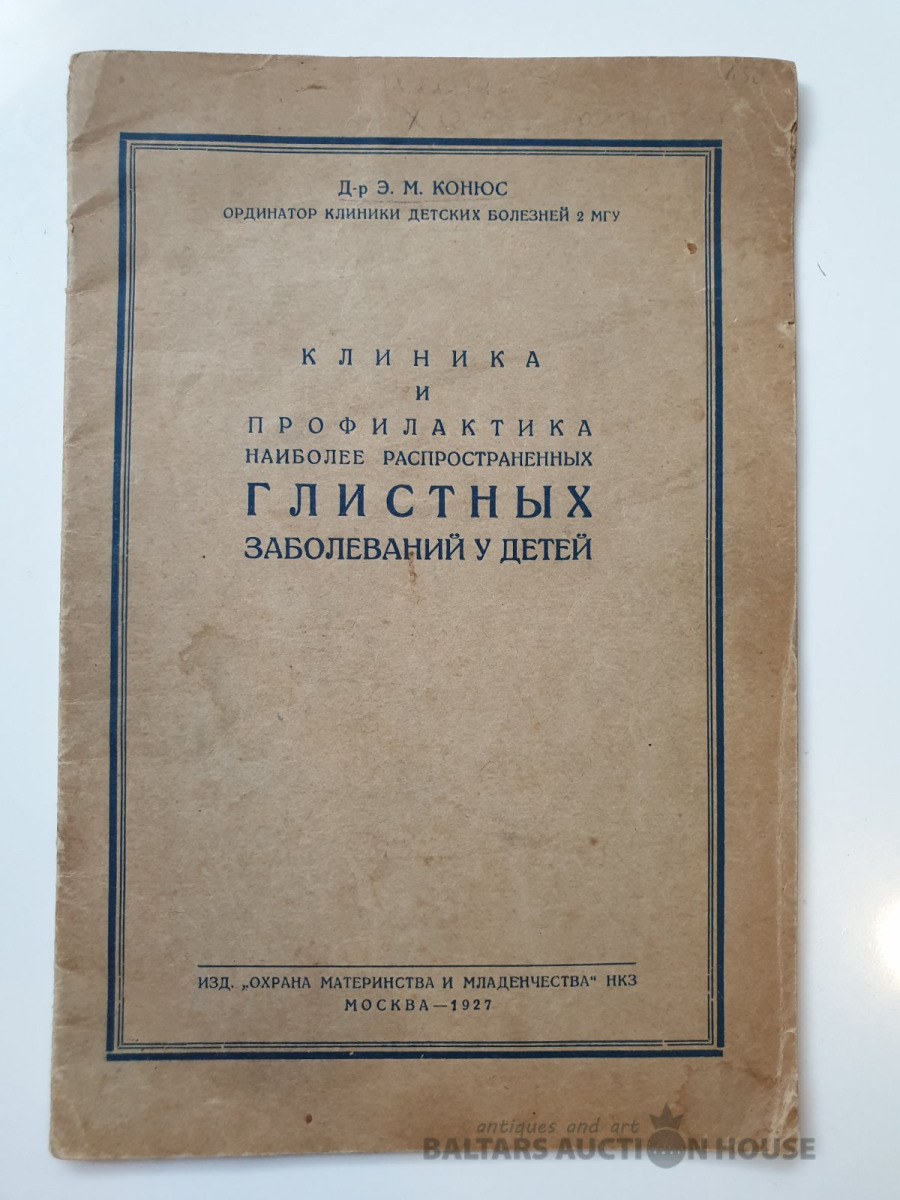 Д-р Э. М. КОНЮС
ОРДИНАТОР КЛИНИКИ ДЕТСКИХ БОЛЕЗНЕЙ 2 МГУ
КЛИНИКА
И
ПРОФИЛАКТИКА
НАИБОЛЕЕ РАСПРОСТРАНЕННЫХ
ГЛИСТНЫХ
ЗАБОЛЕВАНИЙ У ДЕТЕЙ
ИЗД. „ОХРАНА МАТЕРИНСТВА И МЛАДЕНЧЕСТВА“ НКЗ
МОСКВА—1927
antiques and art
BALTARS AUCTION HOUSE